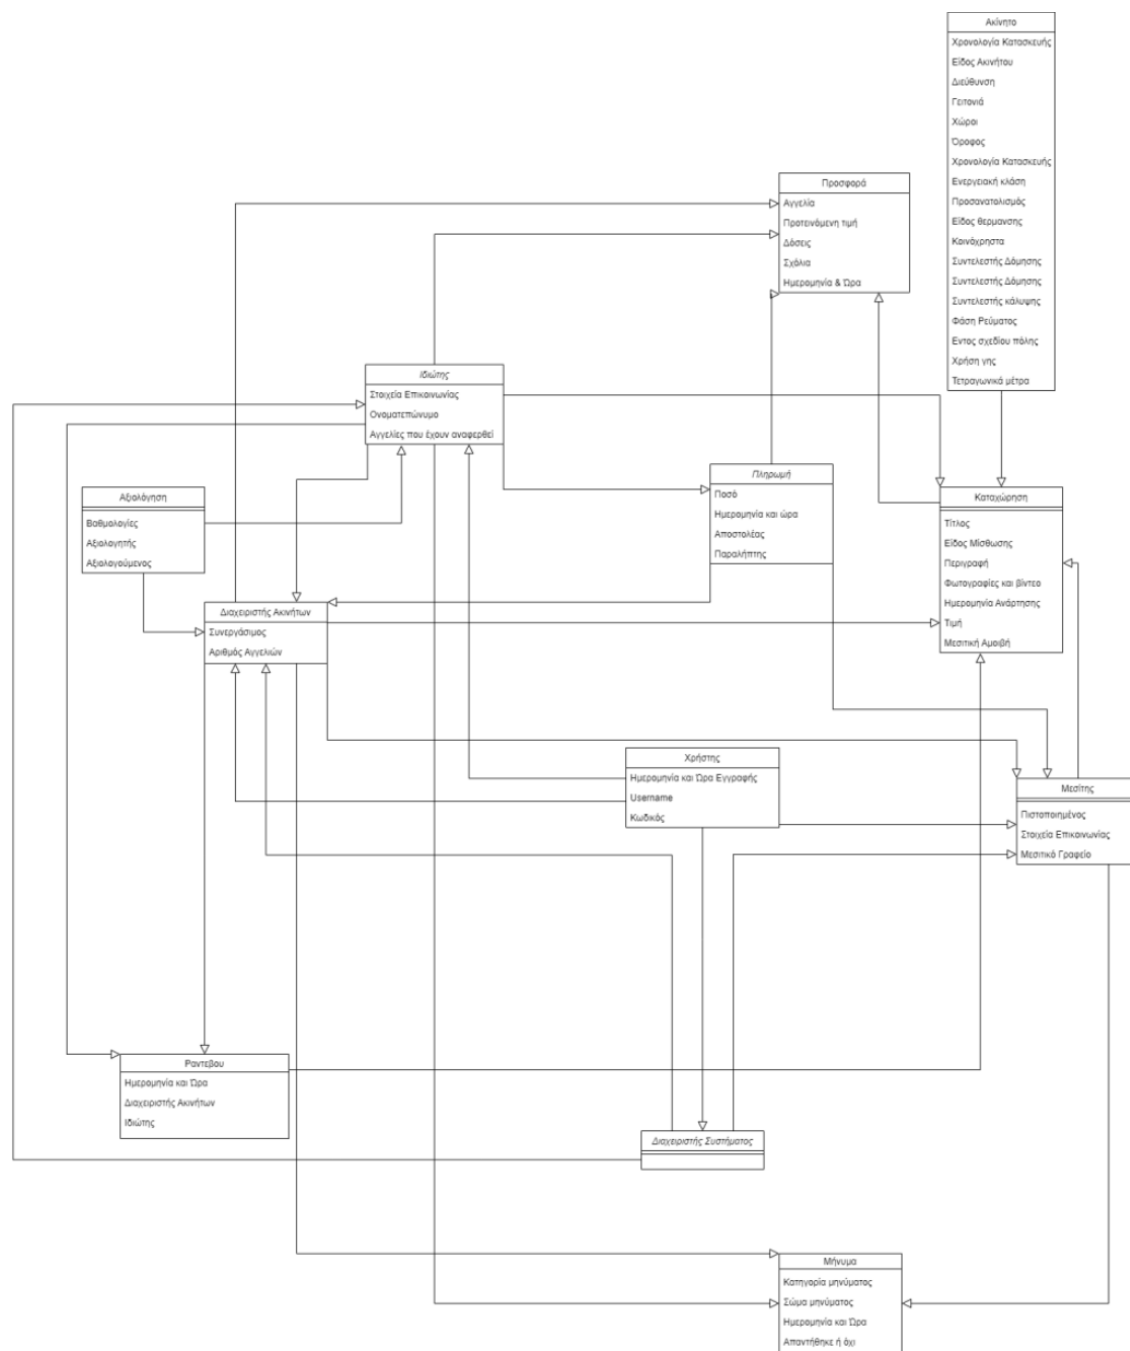 Ακίνητο
Χρονολογία Κατασκευής
Είδος Ακινήτου
Διεύθυνση
Γειτονιά
Χώροι
Όροφος
Χρονολογία Κατασκευής
Ενεργειακή κλάση
Προσανατολισμός
Είδος θερμανσης
Κοινόχρηστα
Συντελεστής Δόμησης
Συντελεστής Δόμησης
Συντελεστής κάλυψης
Φάση Ρεύματος
Εντος σχεδίου πόλης
Χρήση γης
Τετραγωνικά μέτρα
Προσφορά
Αγγελία
Προτεινόμενη τιμή
Δόσεις
Σχόλια
Ημερομηνία & Ώρα
Ιδιώτης
Στοιχεία Επικοινωνίας
Ονοματεπώνυμο
Αγγελίες που έχουν αναφερθεί
Πληρωμή
Ποσό
Ημερομηνία και ώρα
Αποστολέας
Παραλήπτης
Αξιολόγηση
Βαθμολογίες
Αξιολογητής
Αξιολογούμενος
Καταχώρηση
Τίτλος
Είδος Μίσθωσης
Περιγραφή
Φωτογραφίες και βίντεο
Ημερομηνία Ανάρτησης
Τιμή
Μεσιτική Αμοιβή
Διαχειριστής Ακινήτων
Συνεργάσιμος
Αριθμός Αγγελιών
Χρήστης
Ημερομηνία και Ώρα Εγγραφής
Username
Κωδικός
Μεσίτης
Πιστοποιημένος
Στοιχεία Επικοινωνίας
Μεσιτικό Γραφείο
Ραντεβου
Ημερομηνία και Ώρα
Διαχειριστής Ακινήτων
Ιδιώτης
Διαχειριστής Συστήματος
Μήνυμα
Κατηγορία μηνύματος
Σώμα μηνύματος
Ημερομηνία και Ώρα
Απαντήθηκε ή όχι